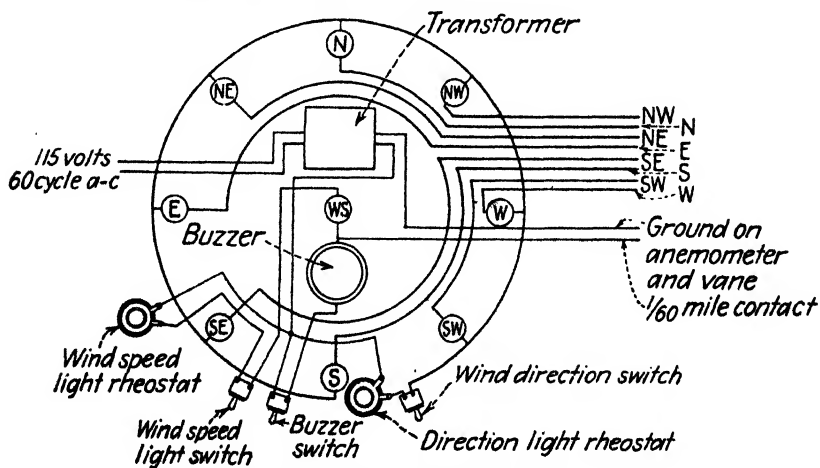 Transformer
N
NE
NW
NW
N
NE
E
SE
S
SW
W
115 volts
60 cycle a-c
E
WS
W
Buzzer
Ground on
anemometer
and vane
1/60 mile contact
SE
SW
S
Wind speed
light rheostat
Wind direction switch
Wind speed
light switch
Buzzer
switch
Direction light rheostat